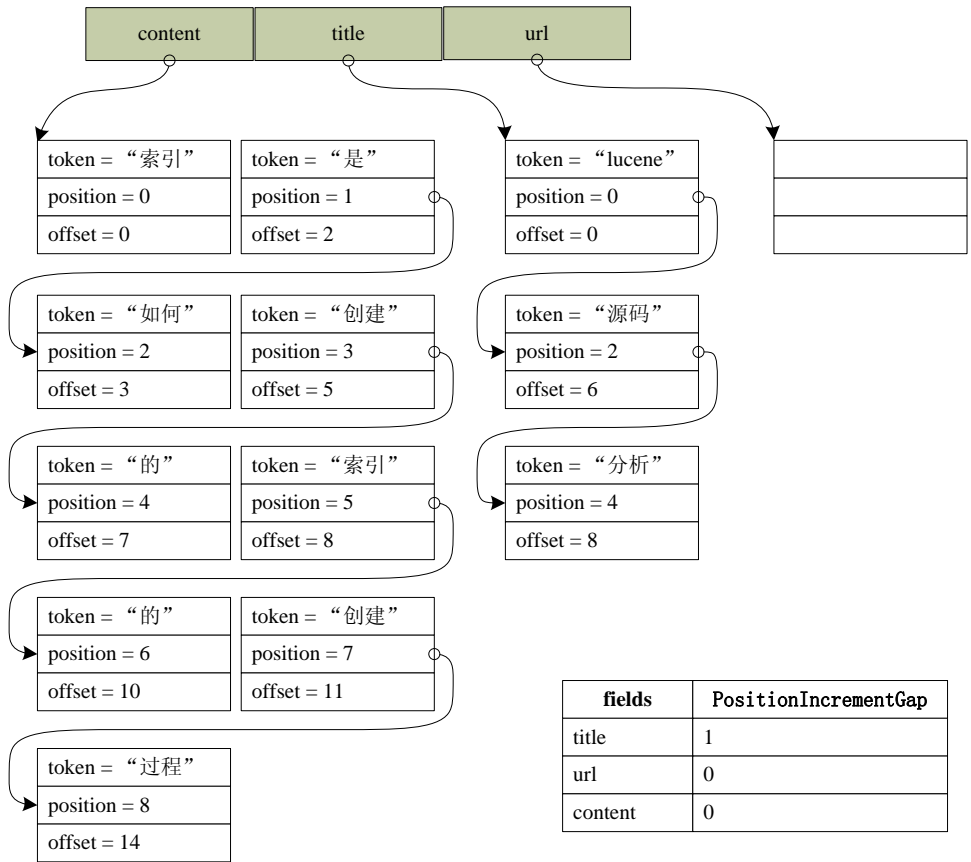 content
title
url
token = “索引”
position = 0
offset = 0
token = “是”
position = 1
offset = 2
token = “如何”
position = 2
offset = 3
token = “创建”
position = 3
offset = 5
token = “的”
position = 4
offset = 7
token = “索引”
position = 5
offset = 8
token = “的”
position = 6
offset = 10
token = “创建”
position = 7
offset = 11
token = “过程”
position = 8
offset = 14
token = “lucene”
position = 0
offset = 0
token = “源码”
position = 2
offset = 6
token = “分析”
position = 4
offset = 8
fields PositionIncrementGap
title 1
url 0
content 0